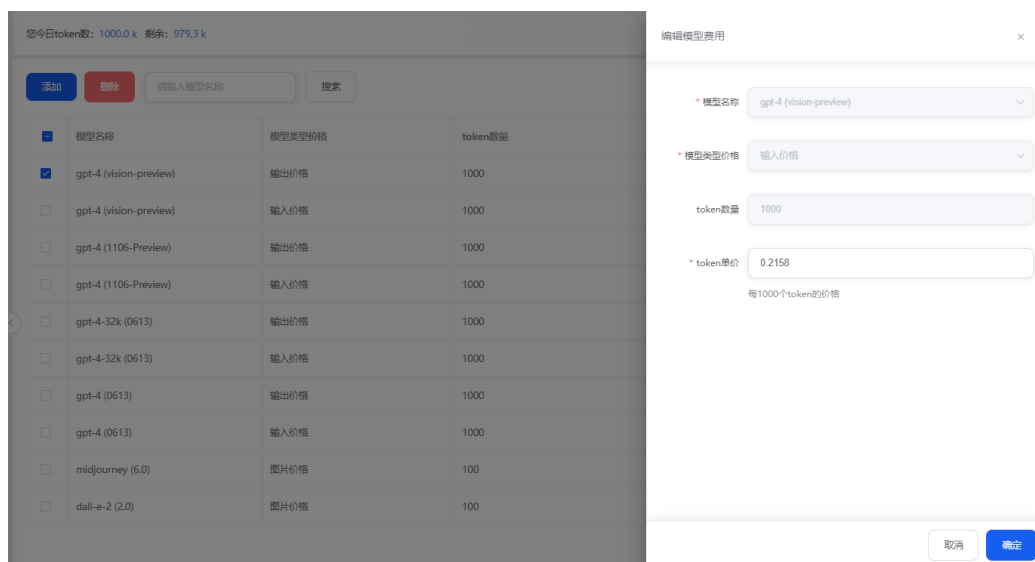 您今日token数：1000.0 k 剩余：979.3 k
添加 删除 请输入模型名称 搜索
模型名称 模型类型价格 token数量
gpt-4 (vision-preview) 输出价格 1000
gpt-4 (vision-preview) 输入价格 1000
gpt-4 (1106-Preview) 输出价格 1000
gpt-4 (1106-Preview) 输入价格 1000
gpt-4-32k (0613) 输出价格 1000
gpt-4-32k (0613) 输入价格 1000
gpt-4 (0613) 输出价格 1000
gpt-4 (0613) 输入价格 1000
midjourney (6.0) 图片价格 100
dall-e-2 (2.0) 图片价格 100
编辑模型费用
* 模型名称 gpt-4 (vision-preview)
* 模型类型价格 输入价格
token数量 1000
* token单价 0.2158
每1000个token的价格
取消 确定